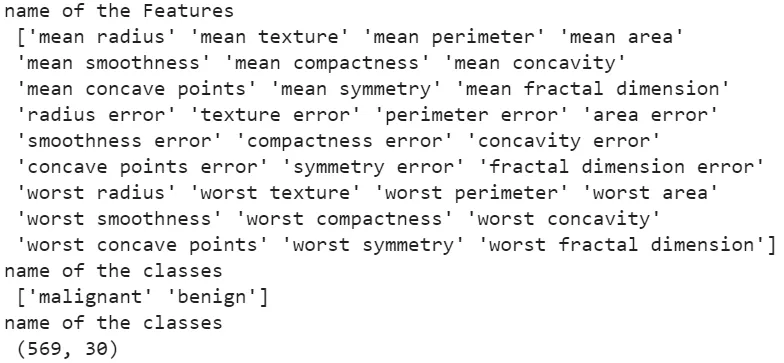 name of the Features
['mean radius' 'mean texture' 'mean perimeter' 'mean area'
'mean smoothness' 'mean compactness' 'mean concavity'
'mean concave points' 'mean symmetry' 'mean fractal dimension'
'radius error' 'texture error' 'perimeter error' 'area error'
'smoothness error' 'compactness error' 'concavity error'
'concave points error' 'symmetry error' 'fractal dimension error'
'worst radius' 'worst texture' 'worst perimeter' 'worst area'
'worst smoothness' 'worst compactness' 'worst concavity'
'worst concave points' 'worst symmetry' 'worst fractal dimension']
name of the classes
['malignant' 'benign']
name of the classes
(569, 30)